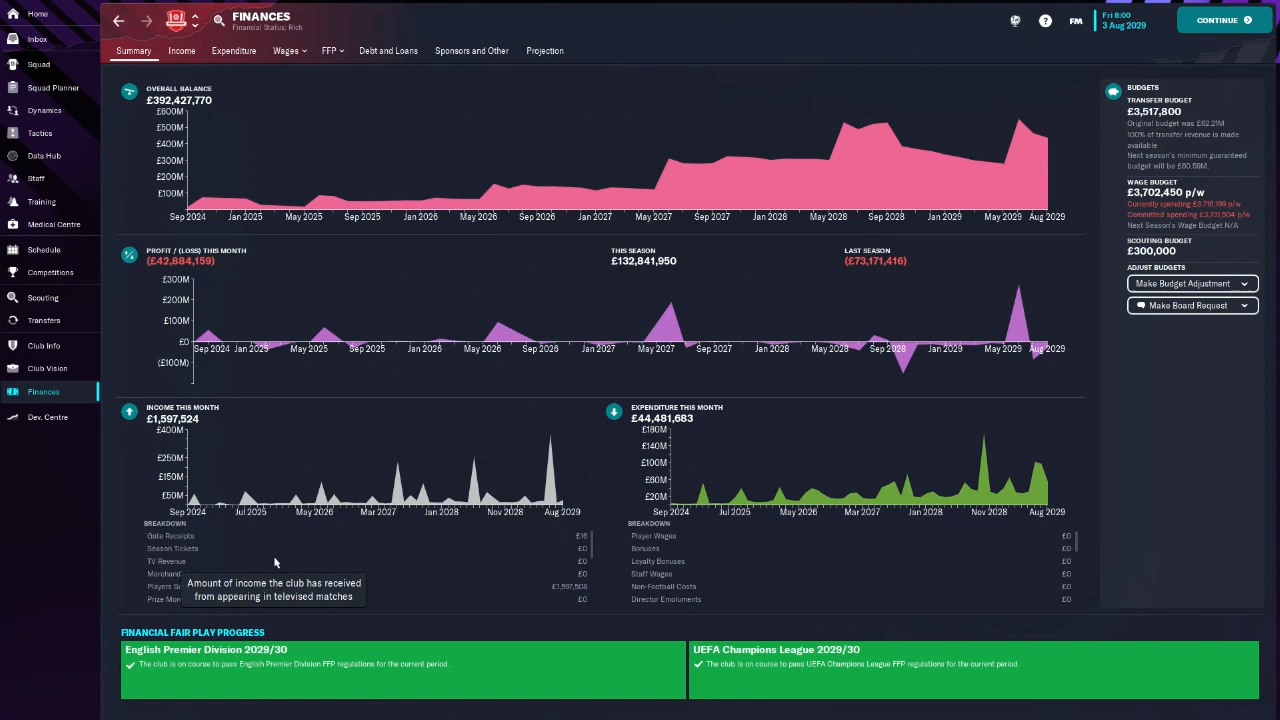 Home
Inbox
Squad
Squad Planner
Dynamics
Tactics
Data Hub
Staff
Training
Medical Centre
Schedule
Competitions
Scouting
Transfers
Club Info
Club Vision
Finances
Dev. Centre
FINANCES
Financial Status: Rich
FM
Fri 8:00
3 Aug 2029
CONTINUE
Summary
Income
Expenditure
Wages
FFP
Debt and Loans
Sponsors and Other
Projection
OVERALL BALANCE
£392,427,770
£600M
£500M
£400M
£300M
£200M
£100M
Sep 2024 Jan 2025 May 2025 Sep 2025 Jan 2026 May 2026 Sep 2026 Jan 2027 May 2027 Sep 2027 Jan 2028 May 2028 Sep 2028 Jan 2029 May 2029 Aug 2029
PROFIT / (LOSS) THIS MONTH
(£42,884,159)
THIS SEASON
£132,841,950
LAST SEASON
(£73,171,416)
£300M
£200M
£100M
£0
(£100M)
Sep 2024 Jan 2025 May 2025 Sep 2025 Jan 2026 May 2026 Sep 2026 Jan 2027 May 2027 Sep 2027 Jan 2028 May 2028 Sep 2028 Jan 2029 May 2029 Aug 2029
INCOME THIS MONTH
£1,597,524
£400M
£250M
£150M
£50M
Sep 2024 Jul 2025 May 2026 Mar 2027 Jan 2028 Nov 2028 Aug 2029
BREAKDOWN
Gate Receipts £16
Season Tickets £0
TV Revenue £0
Merchand £0
Players S £1,597,508
Prize Mon £0
Amount of income the club has received
from appearing in televised matches
EXPENDITURE THIS MONTH
£44,481,683
£180M
£140M
£100M
£60M
£20M
Sep 2024 Jul 2025 May 2026 Mar 2027 Jan 2028 Nov 2028 Aug 2029
BREAKDOWN
Player Wages £0
Bonuses £0
Loyalty Bonuses £0
Staff Wages £0
Non-Football Costs £0
Director Emoluments £0
BUDGETS
TRANSFER BUDGET
£3,517,800
Original budget was £62.21M
100% of transfer revenue is made
available
Next season's minimum guaranteed
budget will be £60.59M.
WAGE BUDGET
£3,702,450 p/w
Currently spending £3,716,199 p/w
Committed spending £3,731,504 p/w
Next Season's Wage Budget N/A
SCOUTING BUDGET
£300,000
ADJUST BUDGETS
Make Budget Adjustment
Make Board Request
FINANCIAL FAIR PLAY PROGRESS
English Premier Division 2029/30
The club is on course to pass English Premier Division FFP regulations for the current period.
UEFA Champions League 2029/30
The club is on course to pass UEFA Champions League FFP regulations for the current period.